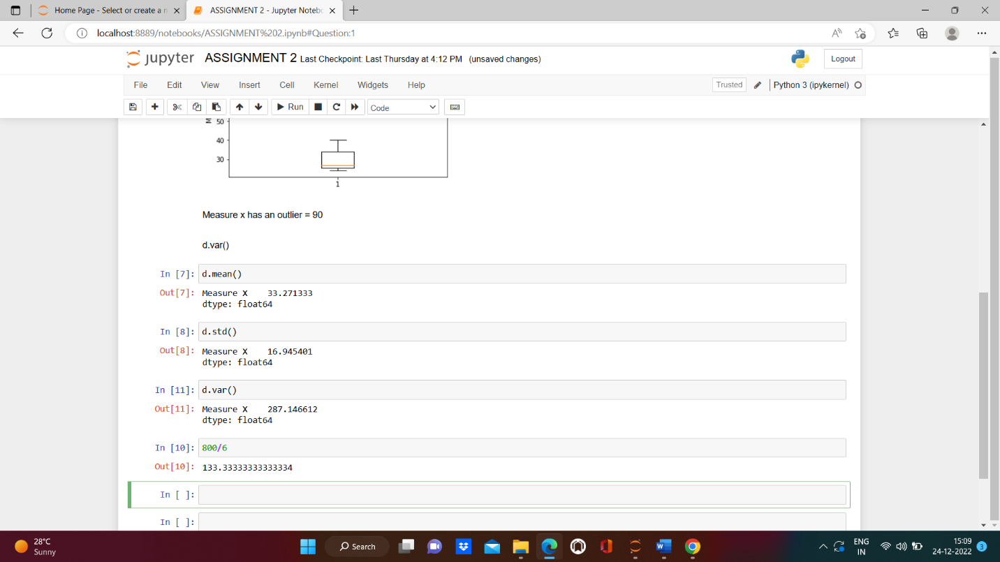 Home Page - Select or create a n
ASSIGNMENT 2 - Jupyter Notebo
localhost:8889/notebooks/ASSIGNMENT%202.ipynb#Question:1
jupyter ASSIGNMENT 2 Last Checkpoint: Last Thursday at 4:12 PM (unsaved changes)
Logout
File Edit View Insert Cell Kernel Widgets Help
Trusted Python 3 (ipykernel)
Run Code
M
50
40
30
1
Measure x has an outlier = 90
d.var()
In [7]: d.mean()
Out[7]: Measure X 33.271333
dtype: float64
In [8]: d.std()
Out[8]: Measure X 16.945401
dtype: float64
In [11]: d.var()
Out[11]: Measure X 287.146612
dtype: float64
In [10]: 800/6
Out[10]: 133.33333333333334
In [ ]:
In [ ]:
28°C
Sunny
Search
W
ENG
IN
15:09
24-12-2022
3